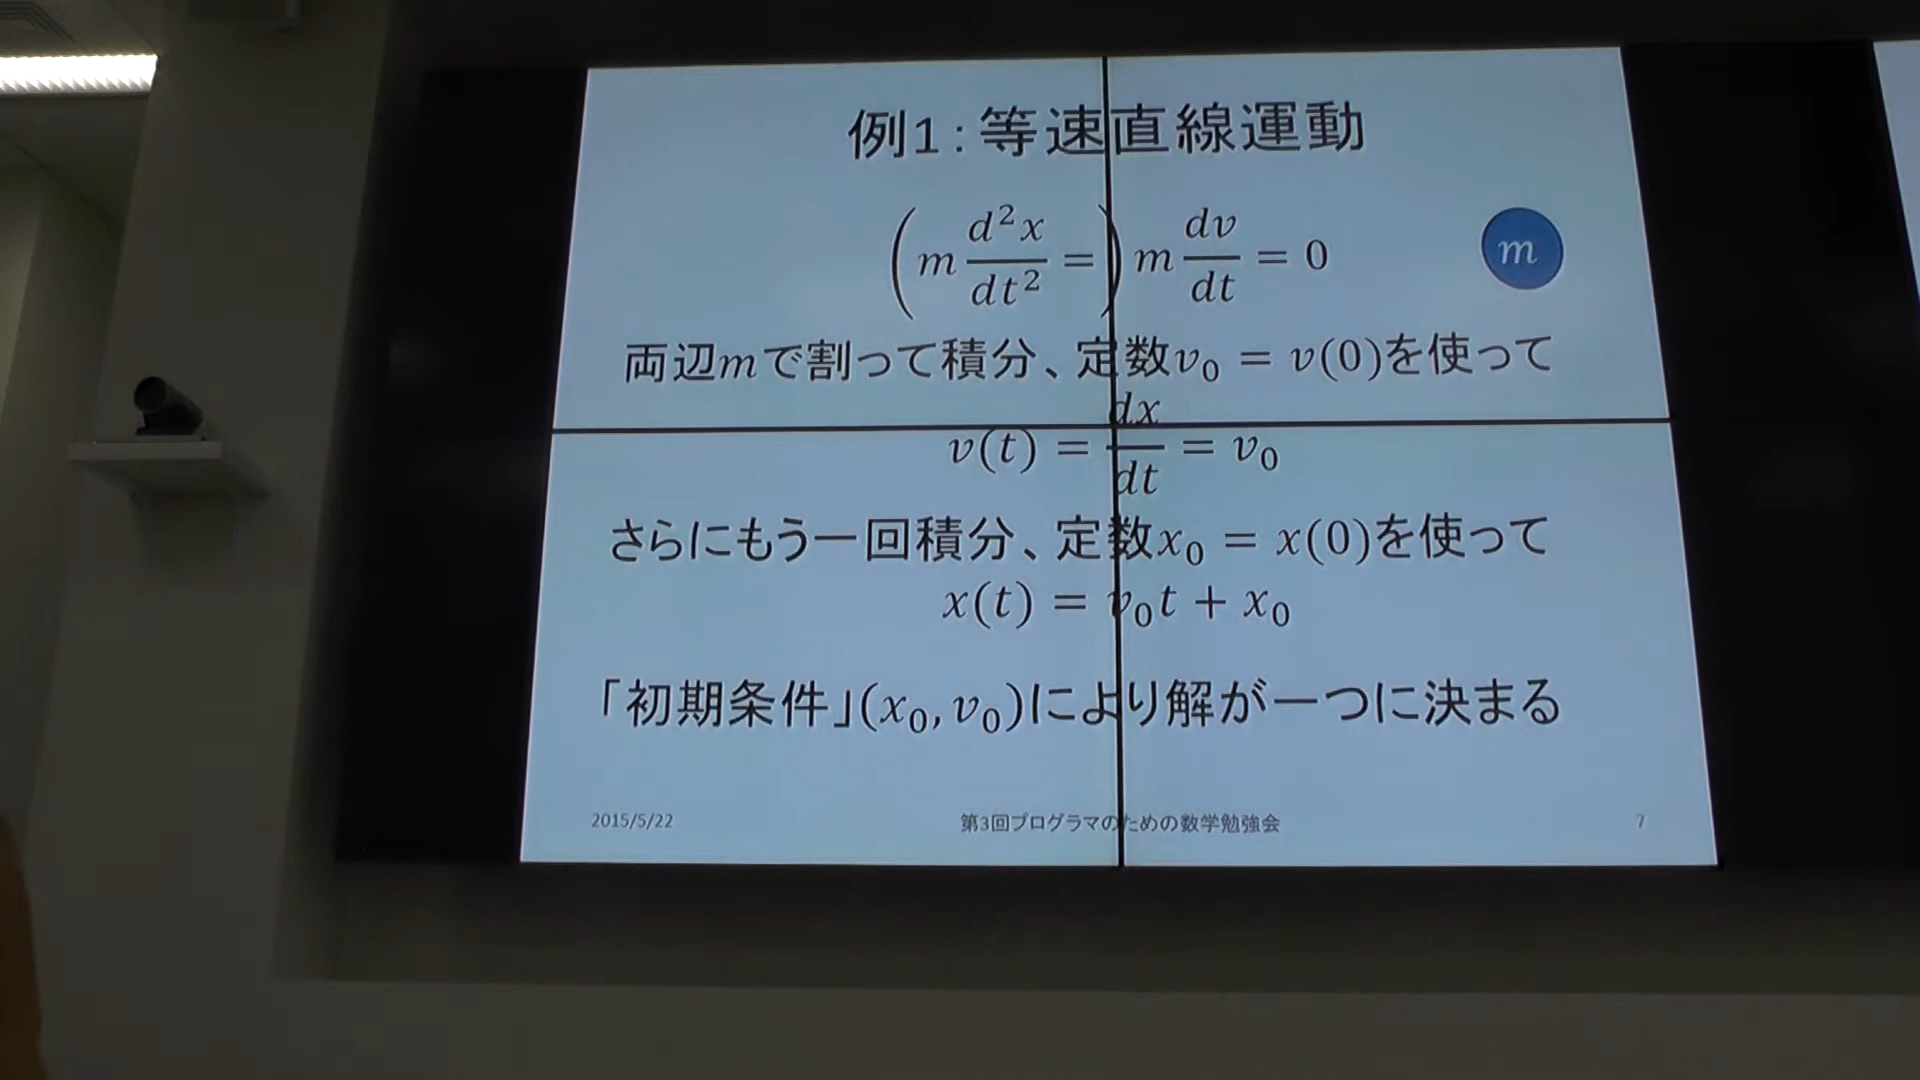 例1：等速直線運動
(m d²x/dt² =) m dv/dt = 0
m
両辺mで割って積分、定数v₀ = v(0)を使って
v(t) = dx/dt = v₀
さらにもう一回積分、定数x₀ = x(0)を使って
x(t) = v₀t + x₀
「初期条件」(x₀, v₀)により解が一つに決まる
2015/5/22
第3回プログラマのための数学勉強会
7